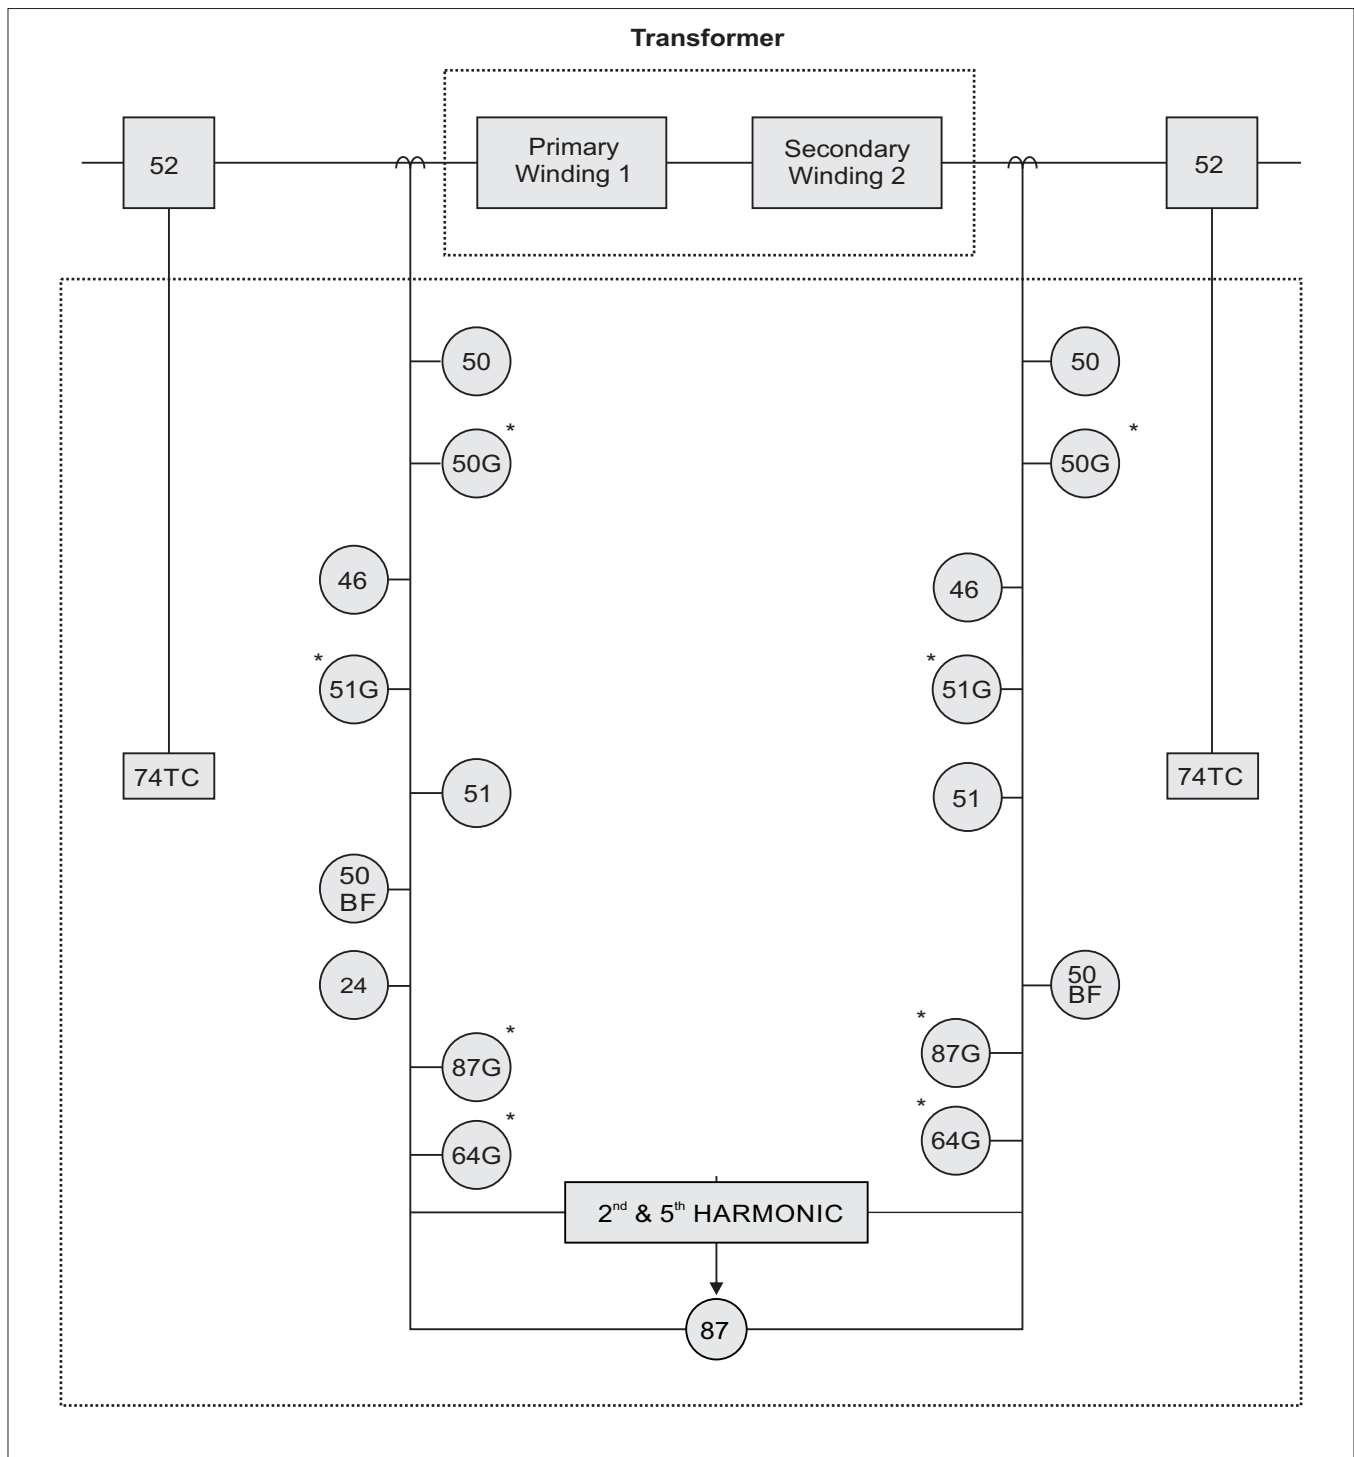 Transformer
52
Primary
Winding 1
Secondary
Winding 2
52
50
50
50G *
50G *
46
46
* 51G
* 51G
74TC
51
51
74TC
50
BF
24
50
BF
87G *
* 87G
64G *
* 64G
2nd & 5th HARMONIC
87